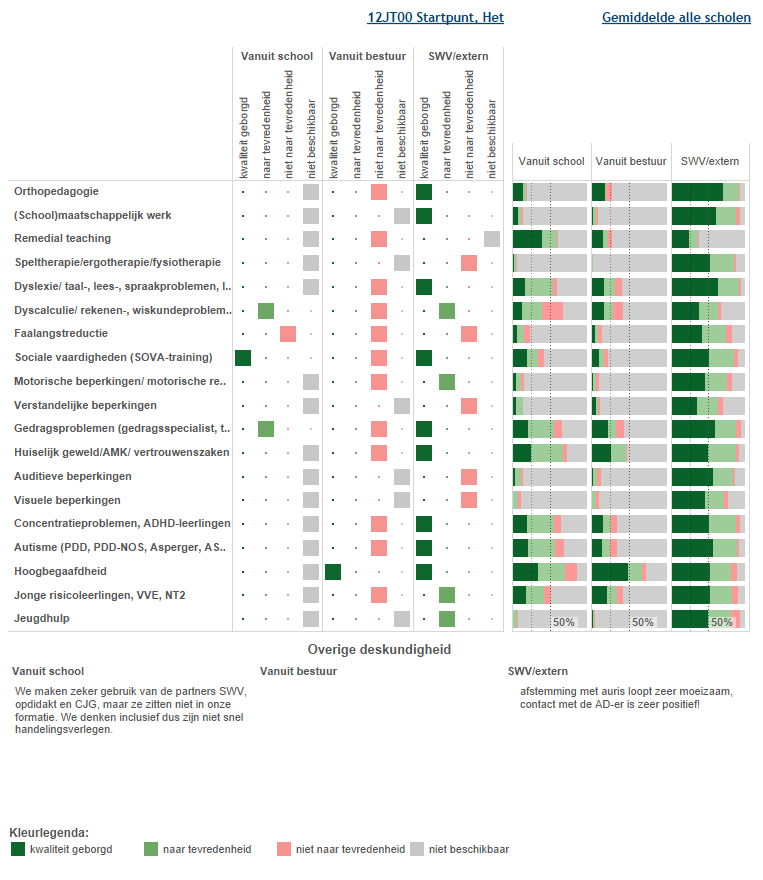 12JT00 Startpunt, Het
Gemiddelde alle scholen
Vanuit school
Vanuit bestuur
SWV/extern
kwaliteit geborgd
naar tevredenheid
niet naar tevredenheid
niet beschikbaar
kwaliteit geborgd
naar tevredenheid
niet naar tevredenheid
niet beschikbaar
kwaliteit geborgd
naar tevredenheid
niet naar tevredenheid
niet beschikbaar
Vanuit school
Vanuit bestuur
SWV/extern
Orthopedagogie
(School)maatschappelijk werk
Remedial teaching
Speltherapie/ergotherapie/fysiotherapie
Dyslexie/ taal-, lees-, spraakproblemen, l..
Dyscalculie/ rekenen-, wiskundeproblem..
Faalangstreductie
Sociale vaardigheden (SOVA-training)
Motorische beperkingen/ motorische re..
Verstandelijke beperkingen
Gedragsproblemen (gedragsspecialist, t..
Huiselijk geweld/AMK/ vertrouwenszaken
Auditieve beperkingen
Visuele beperkingen
Concentratieproblemen, ADHD-leerlingen
Autisme (PDD, PDD-NOS, Asperger, AS..
Hoogbegaafdheid
Jonge risicoleerlingen, VVE, NT2
Jeugdhulp
50%
50%
50%
Overige deskundigheid
Vanuit school
We maken zeker gebruik van de partners SWV,
opdidakt en CJG, maar ze zitten niet in onze
formatie. We denken inclusief dus zijn niet snel
handelingsverlegen.
Vanuit bestuur
SWV/extern
afstemming met auris loopt zeer moeizaam,
contact met de AD-er is zeer positief!
Kleurlegenda:
kwaliteit geborgd
naar tevredenheid
niet naar tevredenheid
niet beschikbaar